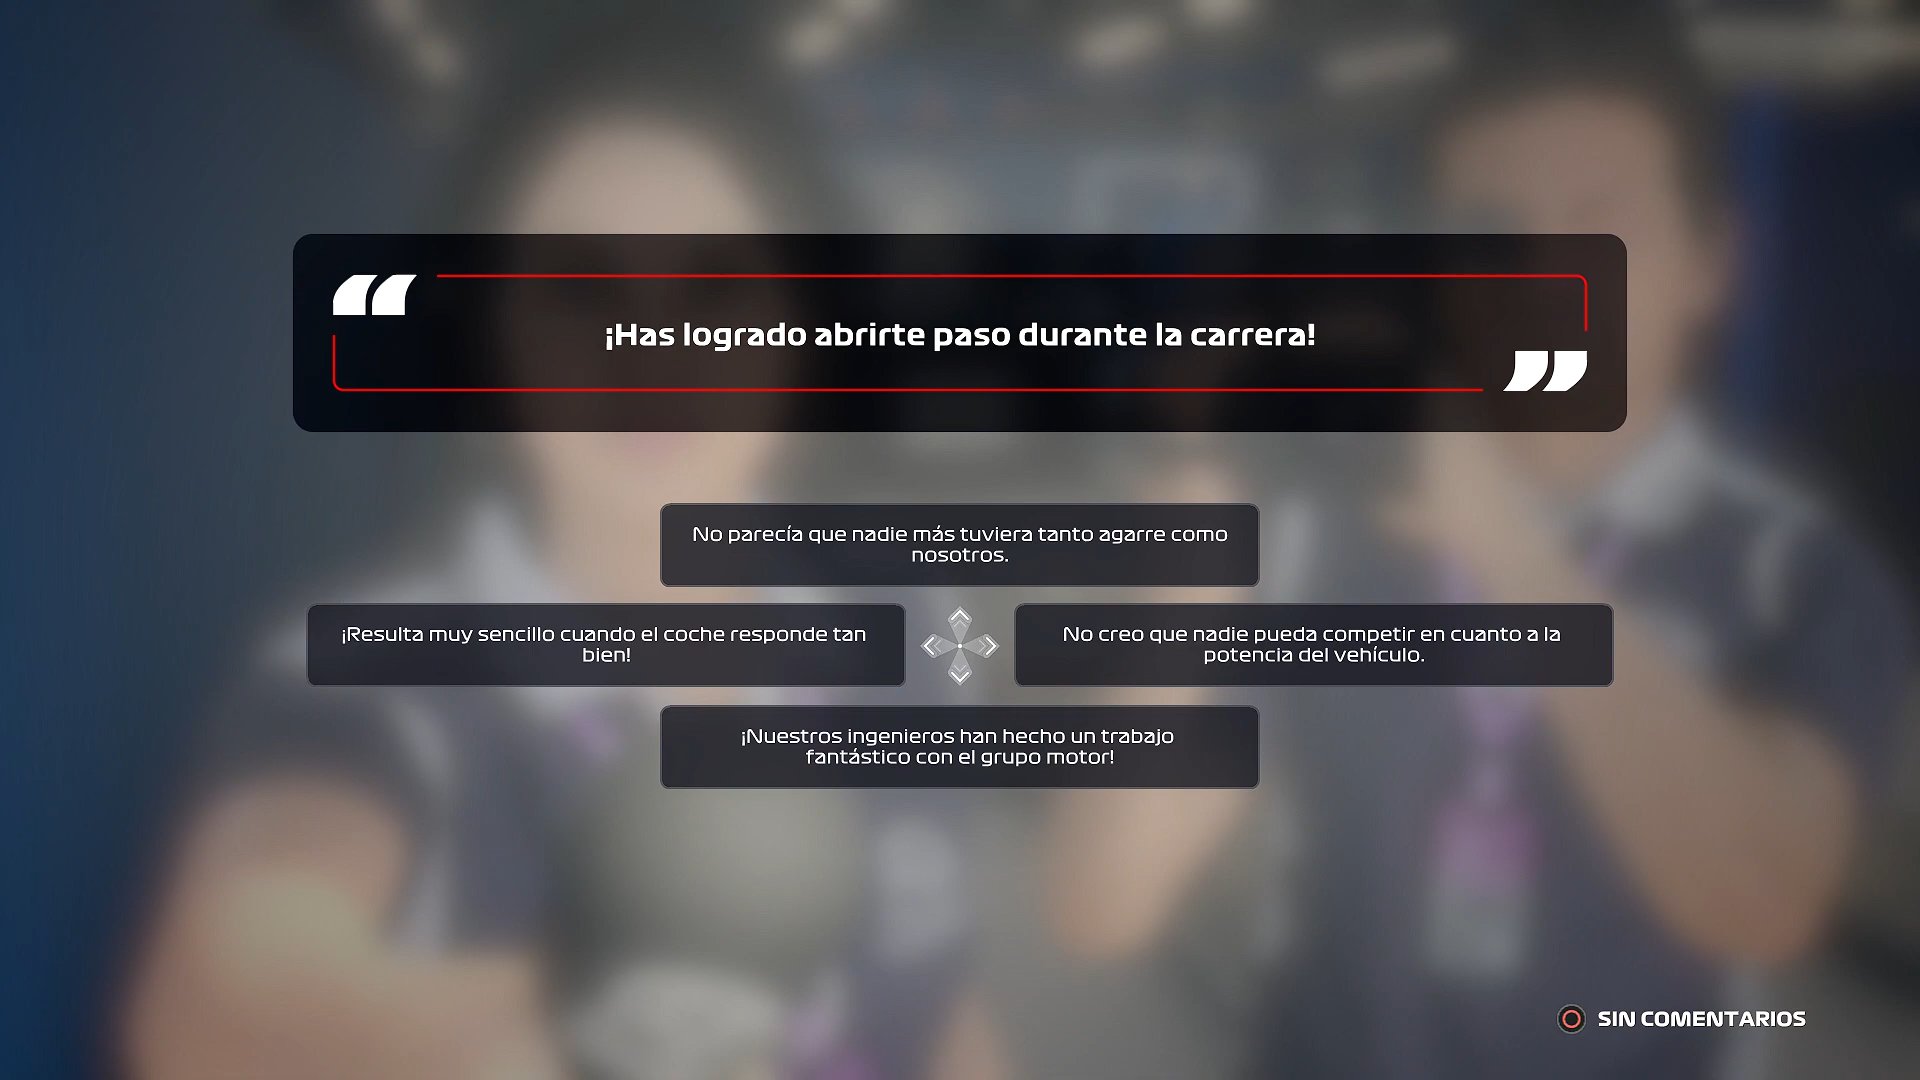 ¡Has logrado abrirte paso durante la carrera!
No parecía que nadie más tuviera tanto agarre como
nosotros.
¡Resulta muy sencillo cuando el coche responde tan
bien!
No creo que nadie pueda competir en cuanto a la
potencia del vehículo.
¡Nuestros ingenieros han hecho un trabajo
fantástico con el grupo motor!
SIN COMENTARIOS